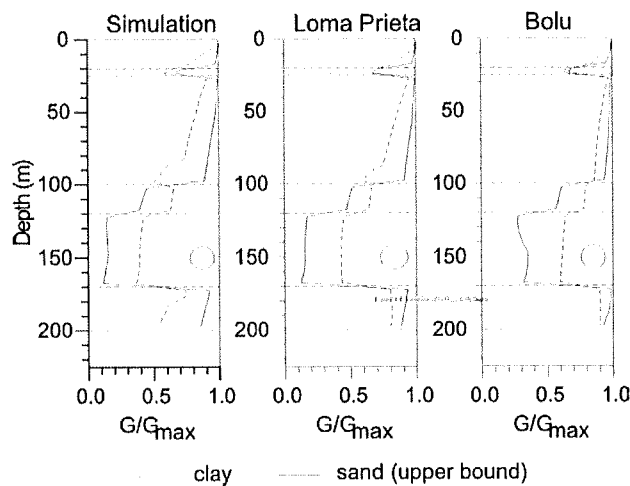 Simulation Loma Prieta Bolu
0 0 0
50 50 50
100 100 100
150 150 150
200 200 200
Depth (m)
0.0 0.5 1.0 0.0 0.5 1.0 0.0 0.5 1.0
G/Gmax G/Gmax G/Gmax
clay sand (upper bound)